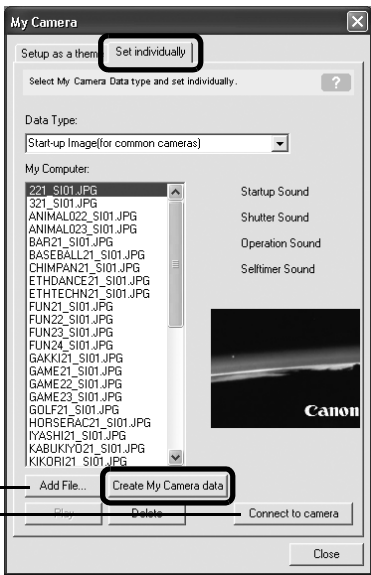 My Camera
Setup as a them Set individually
Select My Camera Data type and set individually. ?
Data Type:
Start-up Image(for common cameras)
My Computer:
221_SI01.JPG
321_SI01.JPG
ANIMAL022_SI01.JPG
ANIMAL023_SI01.JPG
BAR21_SI01.JPG
BASEBALL21_SI01.JPG
CHIMPAN21_SI01.JPG
ETHDANCE21_SI01.JPG
ETHTECHN21_SI01.JPG
FUN21_SI01.JPG
FUN22_SI01.JPG
FUN23_SI01.JPG
FUN24_SI01.JPG
GAKKI21_SI01.JPG
GAME21_SI01.JPG
GAME22_SI01.JPG
GAME23_SI01.JPG
GOLF21_SI01.JPG
HORSERAC21_SI01.JPG
IYASHI21_SI01.JPG
KABUKIYO21_SI01.JPG
KIKORI21_SI01.JPG
Startup Sound
Shutter Sound
Operation Sound
Selftimer Sound
Canon
Add File... Create My Camera data
Play Delete Connect to camera
Close